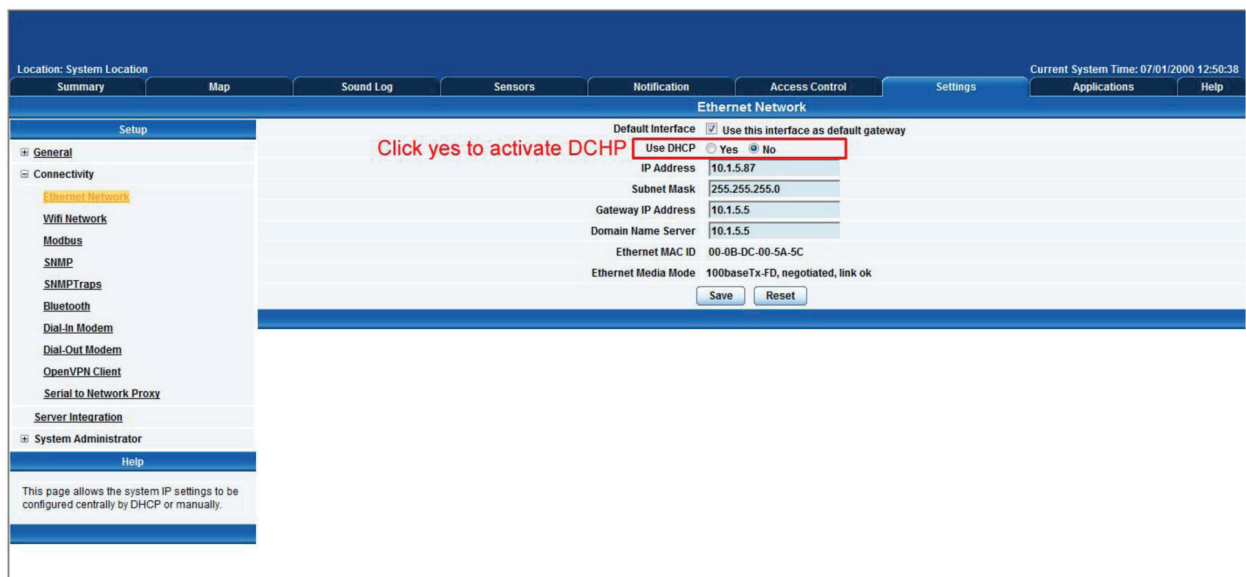 Location: System Location
Current System Time: 07/01/2000 12:50:38
Summary Map Sound Log Sensors Notification Access Control Settings Applications Help
Ethernet Network
Setup
General
Connectivity
Ethernet Network
Wifi Network
Modbus
SNMP
SNMPTraps
Bluetooth
Dial-In Modem
Dial-Out Modem
OpenVPN Client
Serial to Network Proxy
Server Integration
System Administrator
Help
This page allows the system IP settings to be
configured centrally by DHCP or manually.
Default Interface Use this interface as default gateway
Click yes to activate DCHP
Use DHCP Yes No
IP Address 10.1.5.87
Subnet Mask 255.255.255.0
Gateway IP Address 10.1.5.5
Domain Name Server 10.1.5.5
Ethernet MAC ID 00-0B-DC-00-5A-5C
Ethernet Media Mode 100baseTx-FD, negotiated, link ok
Save Reset